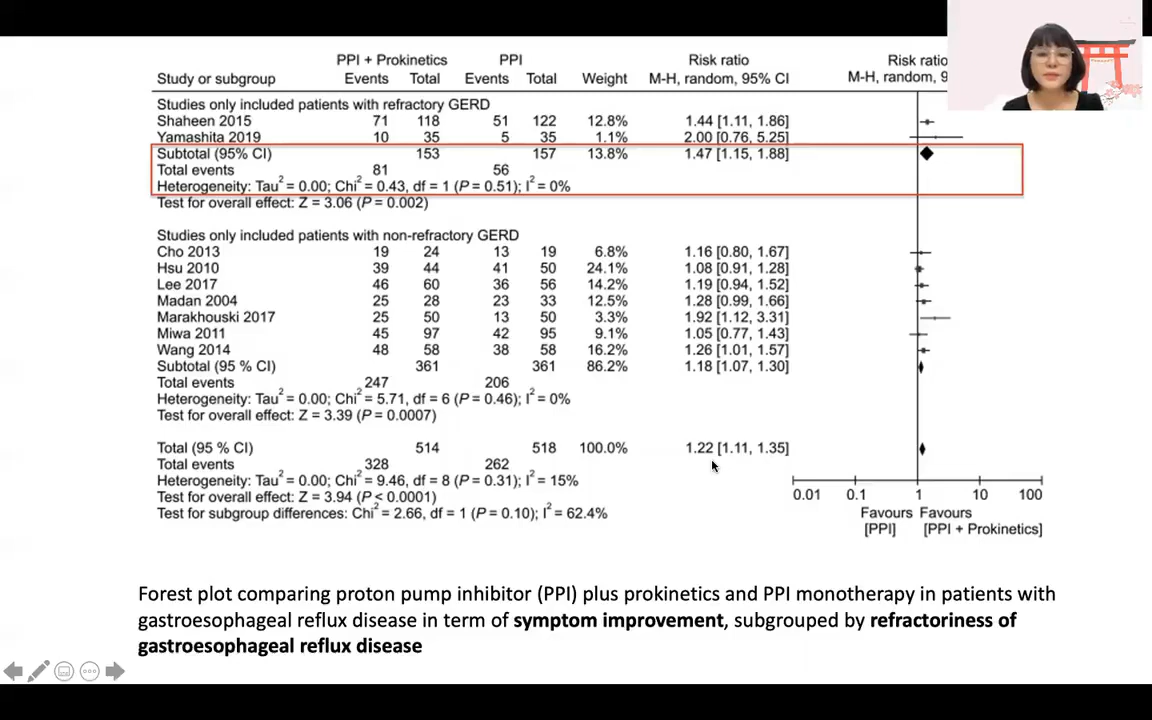 PPI + Prokinetics PPI Risk ratio Risk ratio
Study or subgroup Events Total Events Total Weight M-H, random, 95% CI M-H, random, 9
Studies only included patients with refractory GERD
Shaheen 2015 71 118 51 122 12.8% 1.44 [1.11, 1.86]
Yamashita 2019 10 35 5 35 1.1% 2.00 [0.76, 5.25]
Subtotal (95% CI) 153 157 13.8% 1.47 [1.15, 1.88]
Total events 81 56
Heterogeneity: Tau² = 0.00; Chi² = 0.43, df = 1 (P = 0.51); I² = 0%
Test for overall effect: Z = 3.06 (P = 0.002)
Studies only included patients with non-refractory GERD
Cho 2013 19 24 13 19 6.8% 1.16 [0.80, 1.67]
Hsu 2010 39 44 41 50 24.1% 1.08 [0.91, 1.28]
Lee 2017 46 60 36 56 14.2% 1.19 [0.94, 1.52]
Madan 2004 25 28 23 33 12.5% 1.28 [0.99, 1.66]
Marakhouski 2017 25 50 13 50 3.3% 1.92 [1.12, 3.31]
Miwa 2011 45 97 42 95 9.1% 1.05 [0.77, 1.43]
Wang 2014 48 58 38 58 16.2% 1.26 [1.01, 1.57]
Subtotal (95 % CI) 361 361 86.2% 1.18 [1.07, 1.30]
Total events 247 206
Heterogeneity: Tau² = 0.00; Chi² = 5.71, df = 6 (P = 0.46); I² = 0%
Test for overall effect: Z = 3.39 (P = 0.0007)
Total (95 % CI) 514 518 100.0% 1.22 [1.11, 1.35]
Total events 328 262
Heterogeneity: Tau² = 0.00; Chi² = 9.46, df = 8 (P = 0.31); I² = 15%
Test for overall effect: Z = 3.94 (P < 0.0001)
Test for subgroup differences: Chi² = 2.66, df = 1 (P = 0.10); I² = 62.4%
0.01 0.1 1 10 100
Favours Favours
[PPI] [PPI + Prokinetics]
Forest plot comparing proton pump inhibitor (PPI) plus prokinetics and PPI monotherapy in patients with
gastroesophageal reflux disease in term of symptom improvement, subgrouped by refractoriness of
gastroesophageal reflux disease